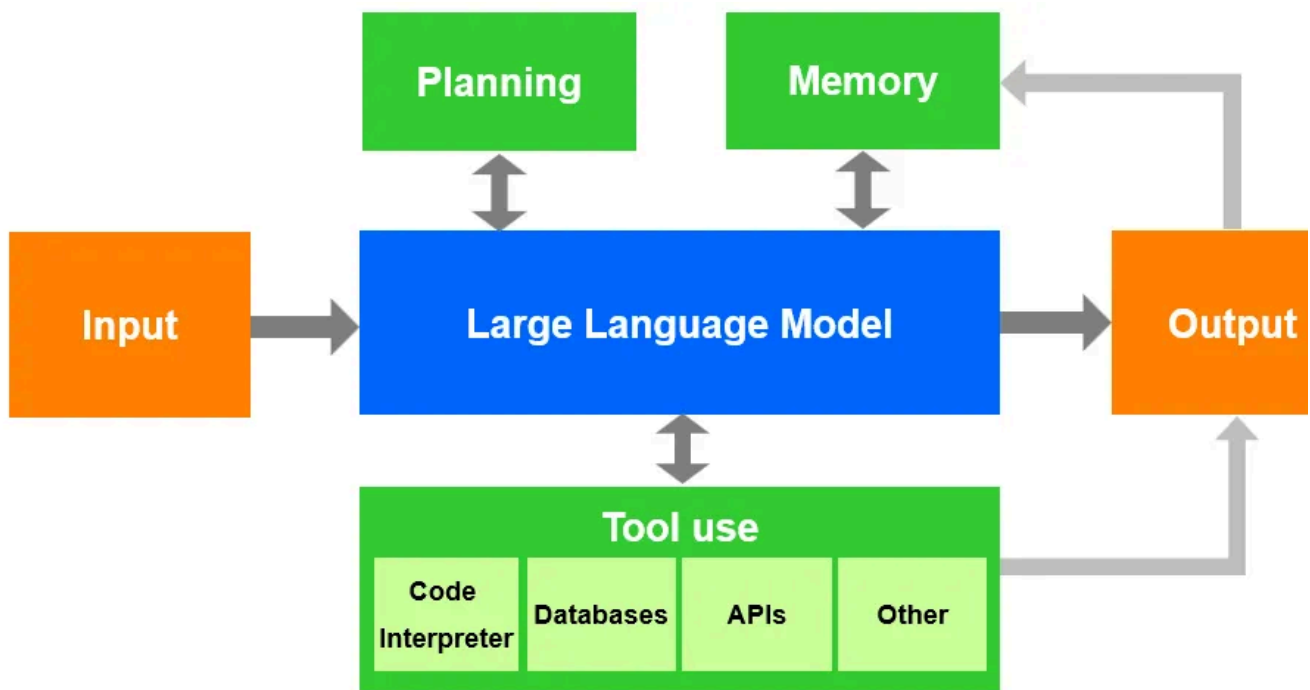 Planning
Memory
Input
Large Language Model
Output
Tool use
Code
Interpreter
Databases
APIs
Other